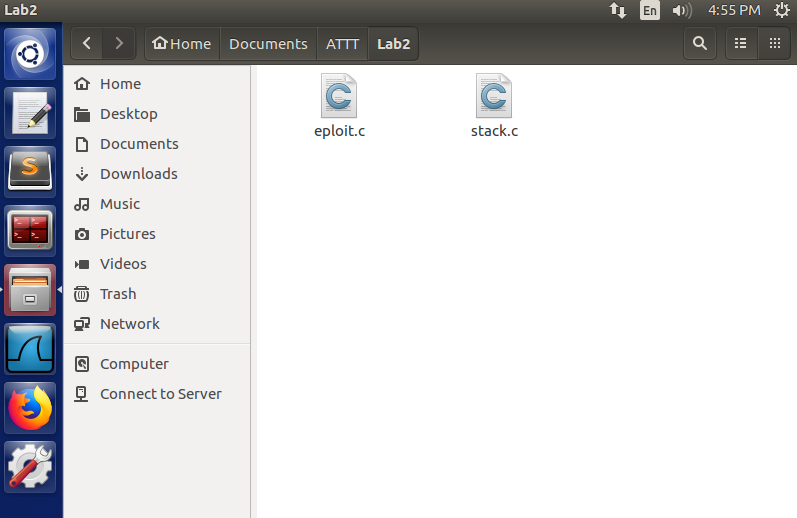 Lab2
En
4:55 PM
Home
Documents
ATTT
Lab2
Home
Desktop
Documents
Downloads
Music
Pictures
Videos
Trash
Network
Computer
Connect to Server
eploit.c
stack.c